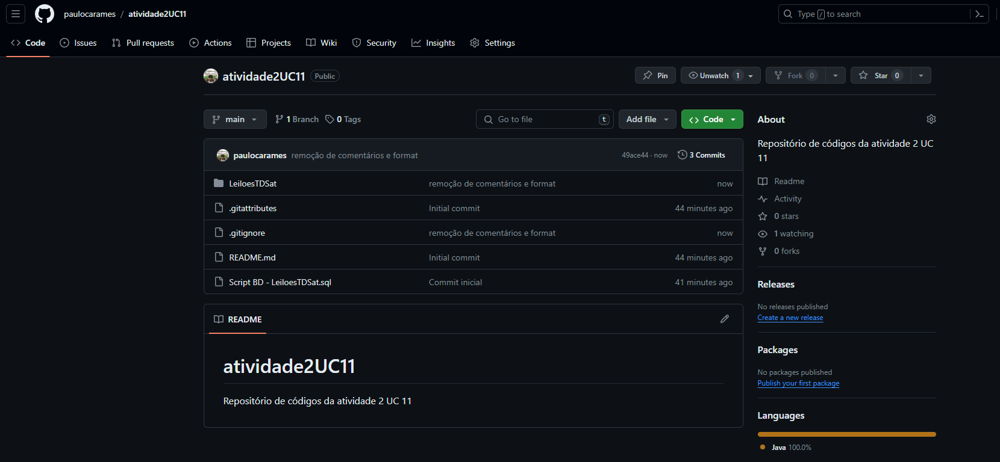 paulocarames / atividade2UC11
Type / to search
Code Issues Pull requests Actions Projects Wiki Security Insights Settings
atividade2UC11 Public
Pin Unwatch 1 Fork 0 Star 0
main 1 Branch 0 Tags Go to file t Add file Code
paulocarames remoção de comentários e format 49ace44 · now 3 Commits
LeiloesTDSat remoção de comentários e format now
.gitattributes Initial commit 44 minutes ago
.gitignore remoção de comentários e format now
README.md Initial commit 44 minutes ago
Script BD - LeiloesTDSat.sql Commit inicial 41 minutes ago
README
atividade2UC11
Repositório de códigos da atividade 2 UC 11
About
Repositório de códigos da atividade 2 UC
11
Readme
Activity
0 stars
1 watching
0 forks
Releases
No releases published
Create a new release
Packages
No packages published
Publish your first package
Languages
Java 100.0%